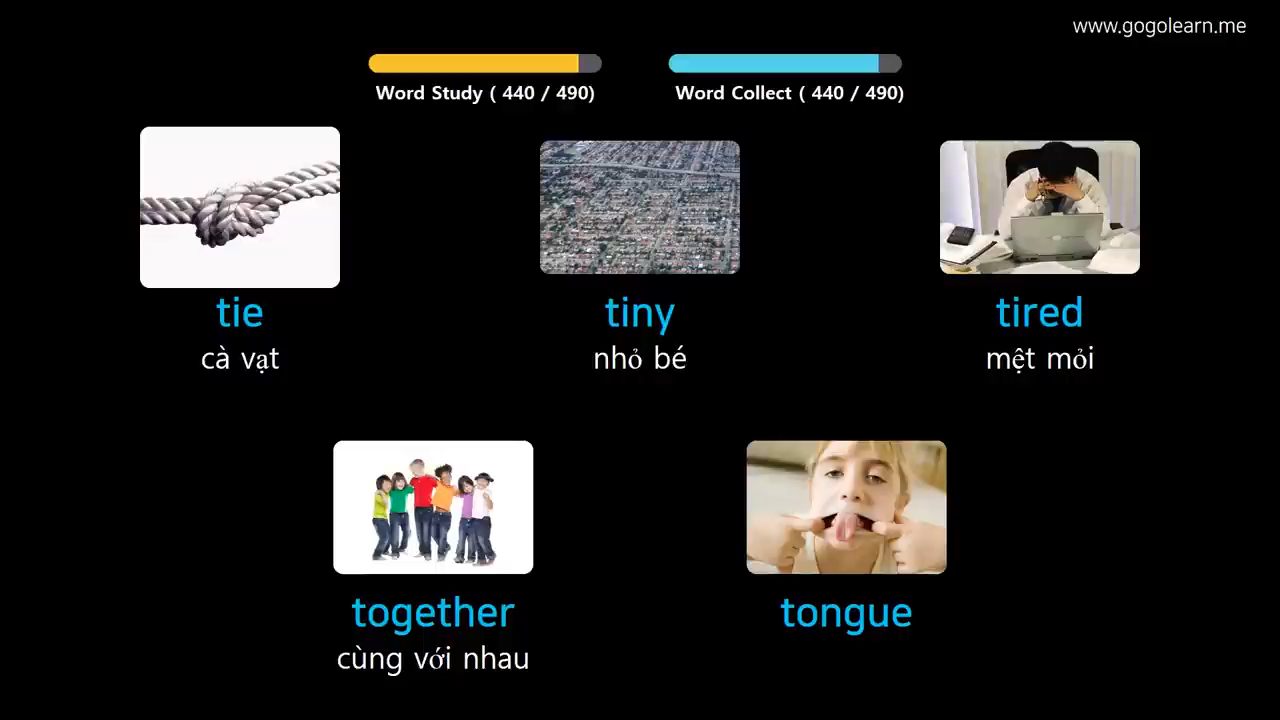 www.gogolearn.me
Word Study ( 440 / 490)
Word Collect ( 440 / 490)
tie
cà vạt
tiny
nhỏ bé
tired
mệt mỏi
together
cùng với nhau
tongue